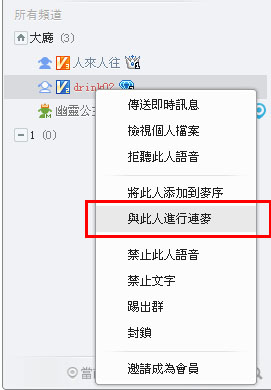 所有頻道
大廳 (3)
人來人往
drink02
幽靈公主
1 (0)
傳送即時訊息
檢視個人檔案
拒聽此人語音
將此人添加到麥序
與此人進行連麥
禁止此人語音
禁止文字
踢出群
封鎖
邀請成為會員